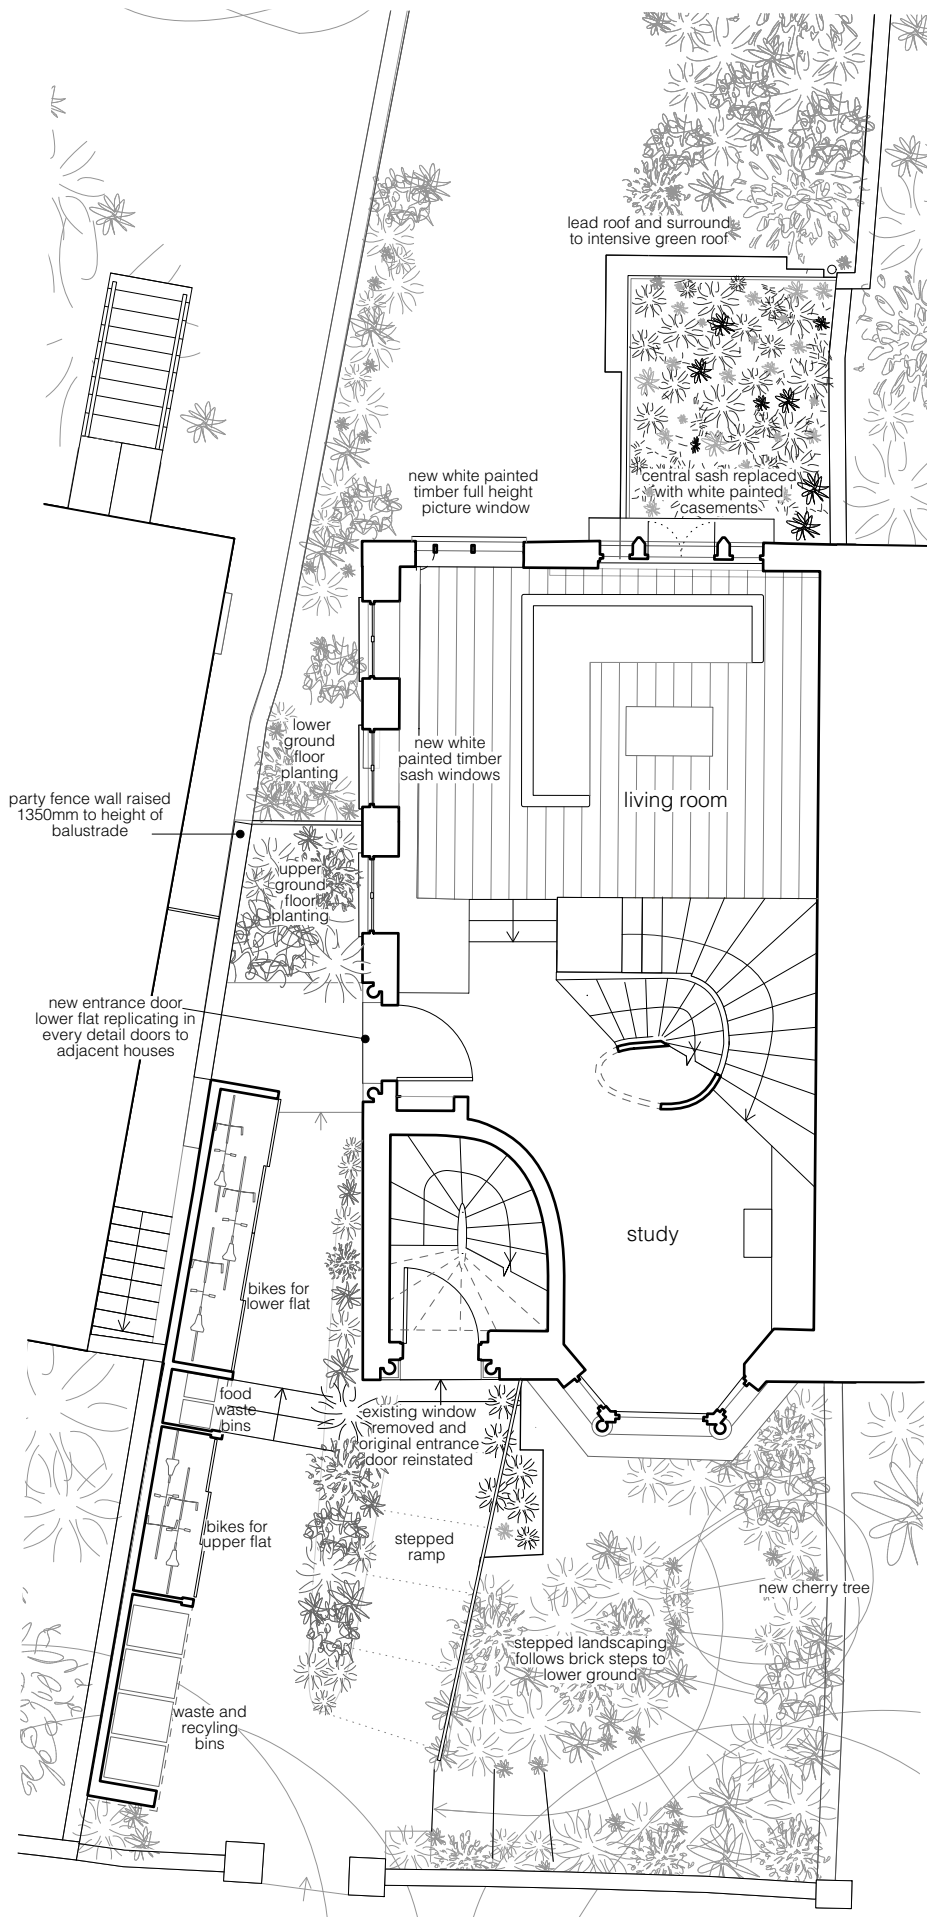 lead roof and surround
to intensive green roof
new white painted
timber full height
picture window
central sash replaced
with white painted
casements
lower
ground
floor
planting
new white
painted timber
sash windows
party fence wall raised
1350mm to height of
balustrade
living room
upper
ground
floor
planting
new entrance door
lower flat replicating in
every detail doors to
adjacent houses
study
bikes for
lower flat
food
waste
bins
existing window
removed and
original entrance
door reinstated
bikes for
upper flat
stepped
ramp
new cherry tree
stepped landscaping
follows brick steps to
lower ground
waste and
recyling
bins